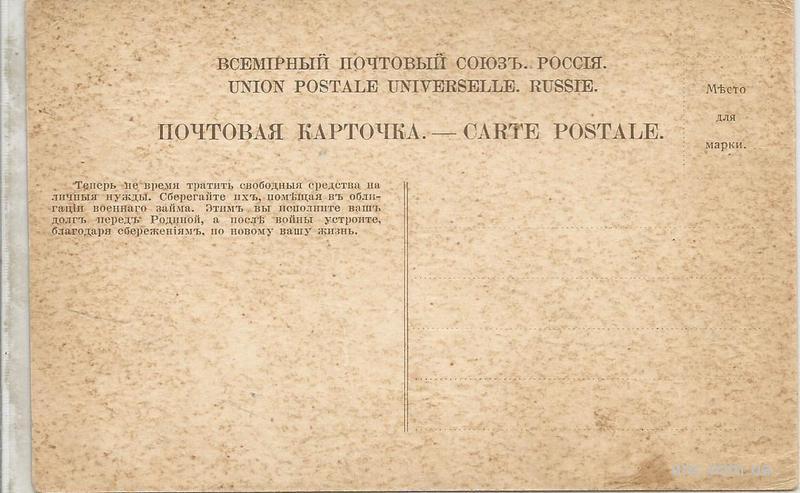 ВСЕМІРНЫЙ ПОЧТОВЫЙ СОЮЗЪ. РОССІЯ.
UNION POSTALE UNIVERSELLE. RUSSIE.
ПОЧТОВАЯ КАРТОЧКА. — CARTE POSTALE.
Мѣсто
для
марки.
Теперь не время тратить свободныя средства на
личныя нужды. Сберегайте ихъ, помѣщая въ обли-
гаціи военнаго займа. Этимъ вы исполните вашъ
долгъ передъ Родиной, а послѣ войны устроите,
благодаря сбереженіямъ, по новому вашу жизнь.